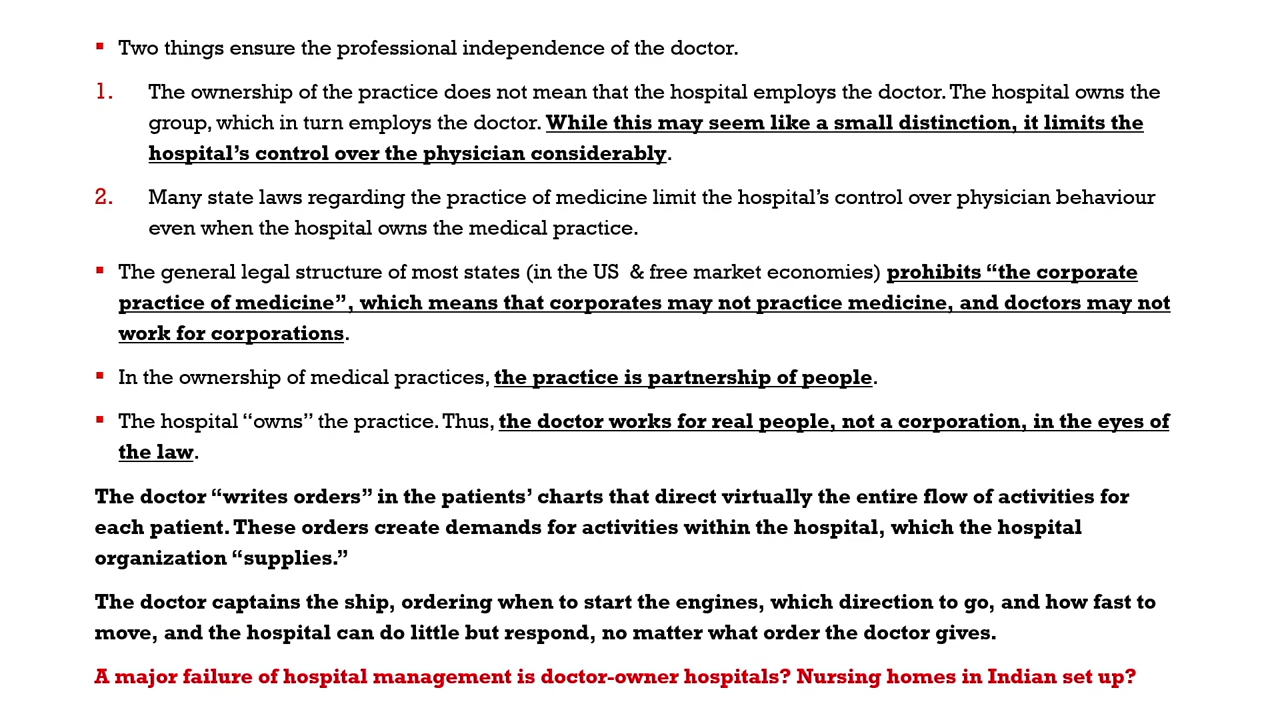 ▪ Two things ensure the professional independence of the doctor.
1. The ownership of the practice does not mean that the hospital employs the doctor. The hospital owns the
group, which in turn employs the doctor. While this may seem like a small distinction, it limits the
hospital's control over the physician considerably.
2. Many state laws regarding the practice of medicine limit the hospital's control over physician behaviour
even when the hospital owns the medical practice.
▪ The general legal structure of most states (in the US & free market economies) prohibits "the corporate
practice of medicine", which means that corporates may not practice medicine, and doctors may not
work for corporations.
▪ In the ownership of medical practices, the practice is partnership of people.
▪ The hospital "owns" the practice. Thus, the doctor works for real people, not a corporation, in the eyes of
the law.
The doctor "writes orders" in the patients' charts that direct virtually the entire flow of activities for
each patient. These orders create demands for activities within the hospital, which the hospital
organization "supplies."
The doctor captains the ship, ordering when to start the engines, which direction to go, and how fast to
move, and the hospital can do little but respond, no matter what order the doctor gives.
A major failure of hospital management is doctor-owner hospitals? Nursing homes in Indian set up?